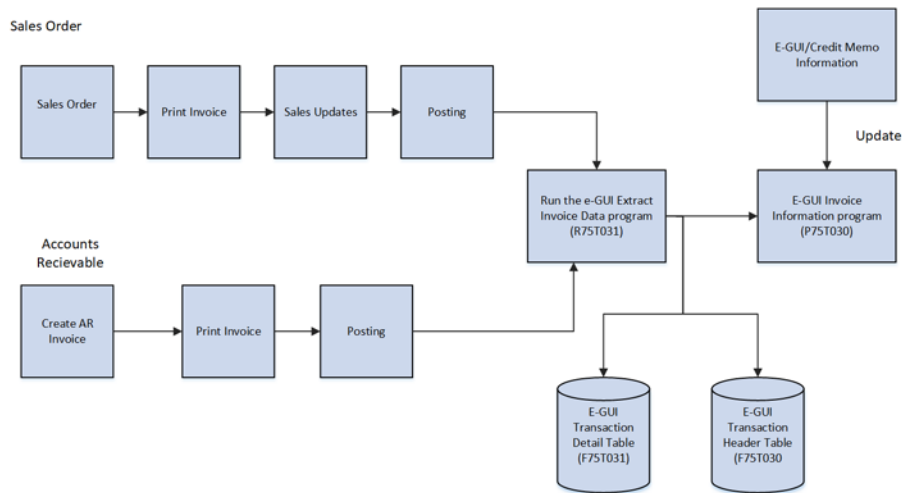 Sales Order
E-GUI/Credit Memo
Information
Sales Order
Print Invoice
Sales Updates
Posting
Update
Run the e-GUI Extract
Invoice Data program
(R75T031)
E-GUI Invoice
Information program
(P75T030)
Accounts
Recievable
Create AR
Invoice
Print Invoice
Posting
E-GUI
Transaction
Detail Table
(F75T031)
E-GUI
Transaction
Header Table
(F75T030